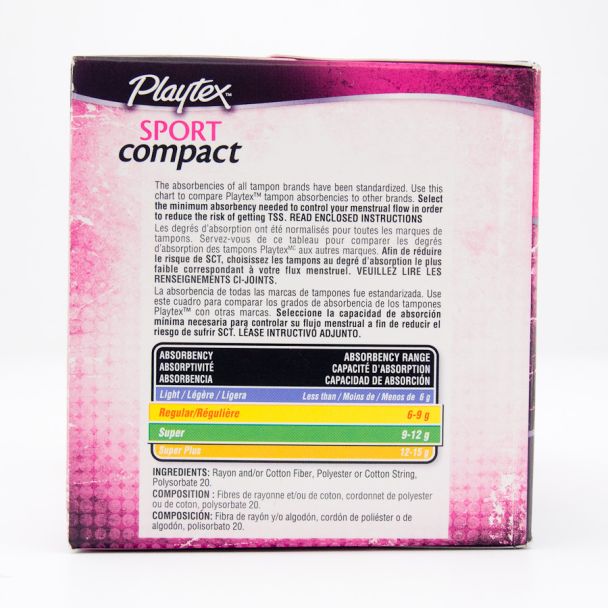 Playtex™
SPORT
compact
The absorbencies of all tampon brands have been standardized. Use this
chart to compare Playtex™ tampon absorbencies to other brands. Select
the minimum absorbency needed to control your menstrual flow in order
to reduce the risk of getting TSS. READ ENCLOSED INSTRUCTIONS
Les degrés d'absorption ont été normalisés pour toutes les marques de
tampons. Servez-vous de ce tableau pour comparer les degrés
d'absorption des tampons Playtex ᴹᶜ aux autres marques. Afin de réduire
le risque de SCT, choisissez les tampons au degré d'absorption le plus
faible correspondant à votre flux menstruel. VEUILLEZ LIRE LES
RENSEIGNEMENTS CI-JOINTS.
La absorbencia de todas las marcas de tampones fue estandarizada. Use
este cuadro para comparar los grados de absorbencia de los tampones
Playtex™ con otras marcas. Seleccione la capacidad de absorción
mínima necesaria para controlar su flujo menstrual a fin de reducir el
riesgo de sufrir SCT. LÉASE INTRUCTIVO ADJUNTO.
ABSORBENCY ABSORBENCY RANGE
ABSORPTIVITÉ CAPACITÉ D'ABSORPTION
ABSORBENCIA CAPACIDAD DE ABSORCIÓN
Light / Légère / Ligera Less than / Moins de / Menos de 6 g
Regular/Régulière 6-9 g
Super 9-12 g
Super Plus 12-15 g
INGREDIENTS: Rayon and/or Cotton Fiber, Polyester or Cotton String,
Polysorbate 20.
COMPOSITION : Fibres de rayonne et/ou de coton, cordonnet de polyester
ou de coton, polysorbate 20.
COMPOSICIÓN: Fibra de rayón y/o algodón, cordón de poliéster o de
algodón, polisorbato 20.